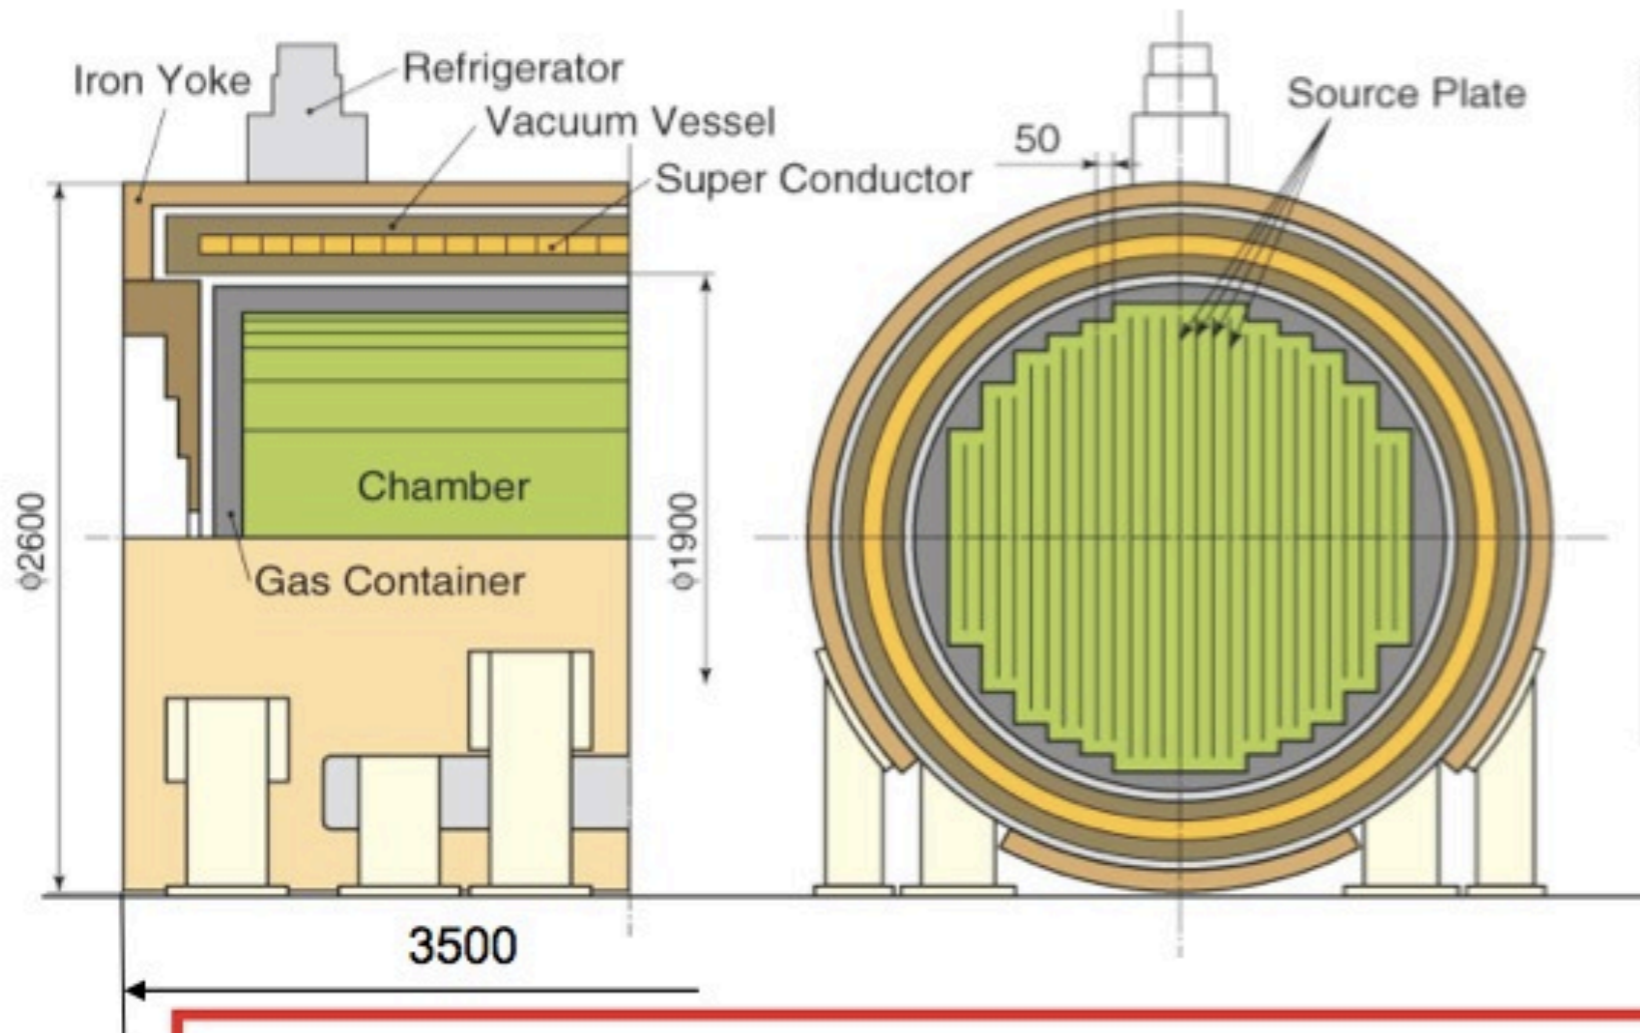 Iron Yoke
Refrigerator
Vacuum Vessel
Super Conductor
Source Plate
50
Chamber
Gas Container
ϕ2600
ϕ1900
3500